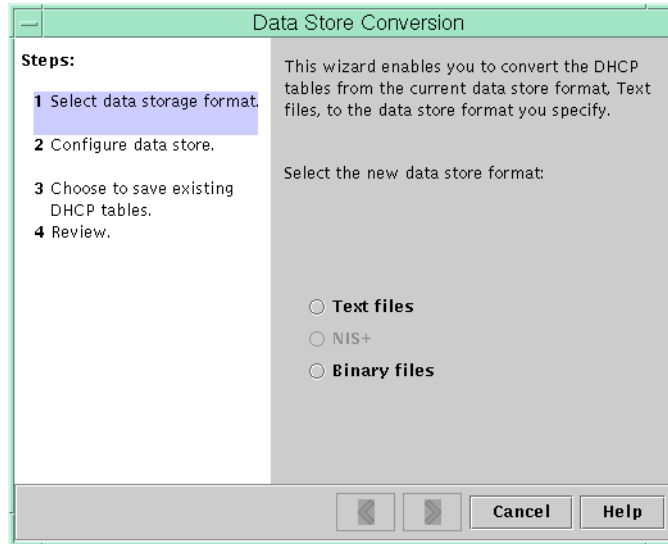 Data Store Conversion
Steps:
1 Select data storage format.
2 Configure data store.
3 Choose to save existing
DHCP tables.
4 Review.
This wizard enables you to convert the DHCP
tables from the current data store format, Text
files, to the data store format you specify.
Select the new data store format:
Text files
NIS+
Binary files
Cancel
Help